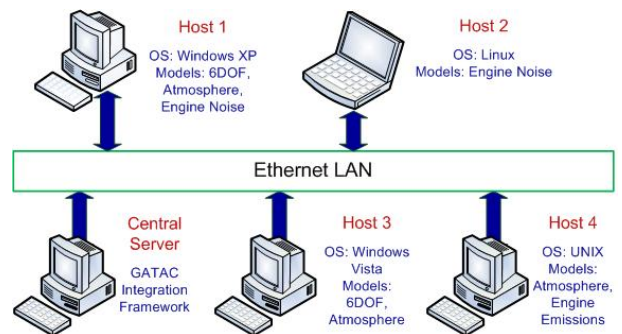 Host 1
OS: Windows XP
Models: 6DOF,
Atmosphere,
Engine Noise
Host 2
OS: Linux
Models: Engine Noise
Ethernet LAN
Central
Server
GATAC
Integration
Framework
Host 3
OS: Windows
Vista
Models:
6DOF,
Atmosphere
Host 4
OS: UNIX
Models:
Atmosphere,
Engine
Emissions